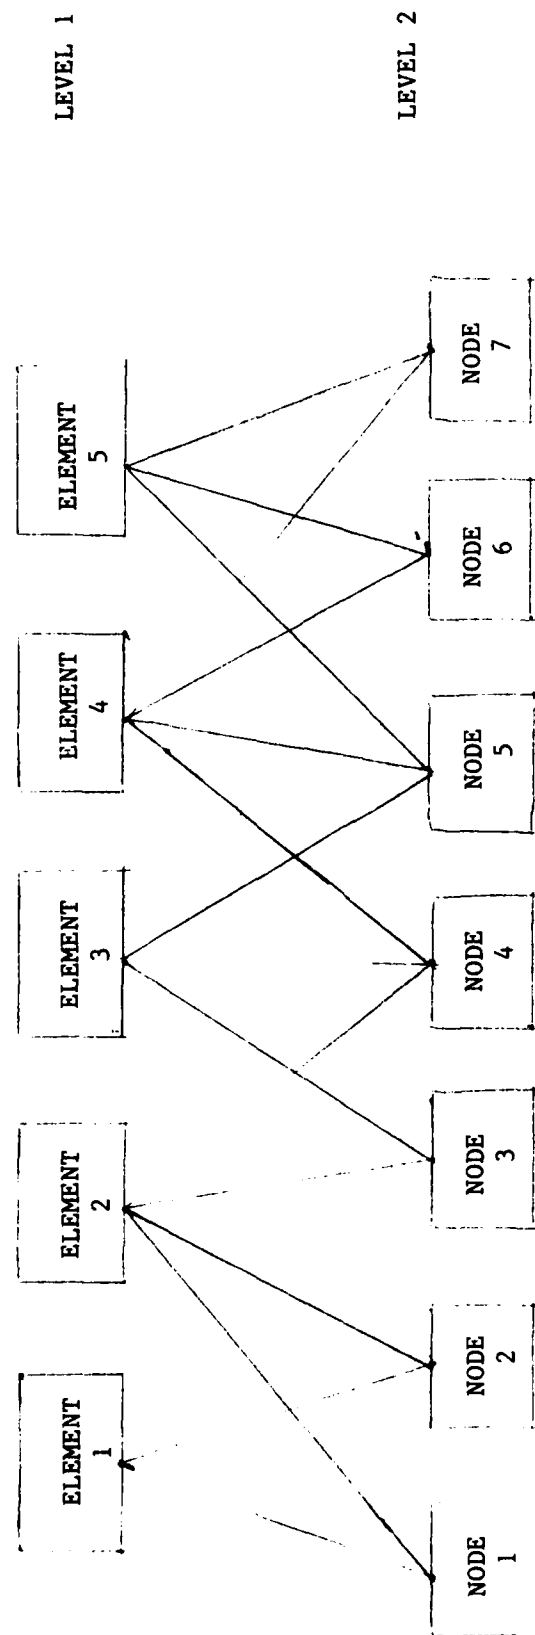 LEVEL 1
ELEMENT
1
ELEMENT
2
ELEMENT
3
ELEMENT
4
ELEMENT
5
LEVEL 2
NODE
1
NODE
2
NODE
3
NODE
4
NODE
5
NODE
6
NODE
7